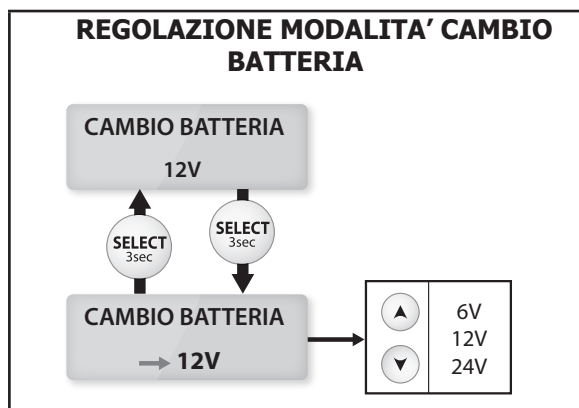 REGOLAZIONE MODALITA’ CAMBIO
BATTERIA
CAMBIO BATTERIA
12V
SELECT
3sec
SELECT
3sec
CAMBIO BATTERIA
12V
6V
12V
24V